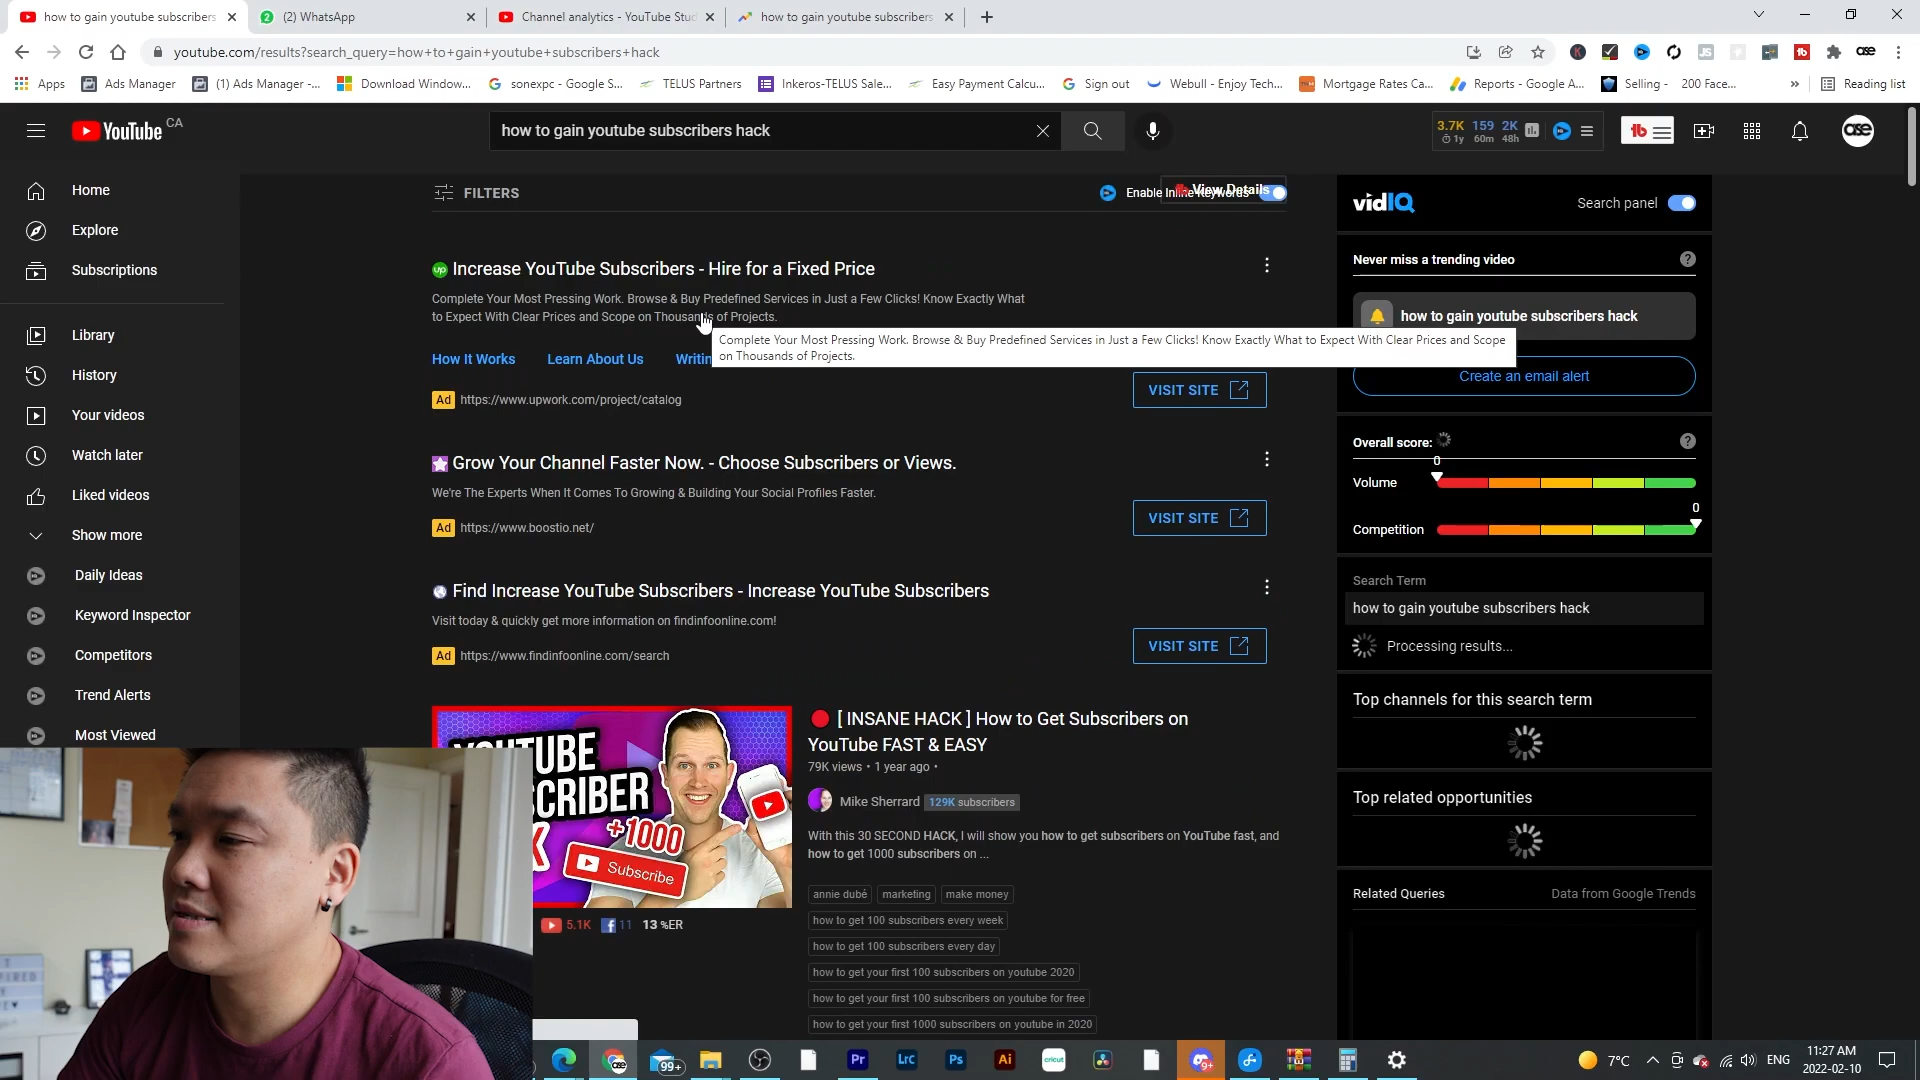 how to gain youtube subscribers
(2) WhatsApp
Channel analytics - YouTube Stud
how to gain youtube subscribers
youtube.com/results?search_query=how+to+gain+youtube+subscribers+hack
Apps
Ads Manager
(1) Ads Manager -...
Download Window...
sonexpc - Google S...
TELUS Partners
Inkeros-TELUS Sale...
Easy Payment Calcu...
Sign out
Webull - Enjoy Tech...
Mortgage Rates Ca...
Reports - Google A...
Selling -
200 Face...
Reading list
YouTube CA
how to gain youtube subscribers hack
3.7K 159 2K
1y 60m 48h
ase
Home
Explore
Subscriptions
Library
History
Your videos
Watch later
Liked videos
Show more
Daily Ideas
Keyword Inspector
Competitors
Trend Alerts
Most Viewed
FILTERS
Enable Inline Keywords
View Details
Increase YouTube Subscribers - Hire for a Fixed Price
Complete Your Most Pressing Work. Browse & Buy Predefined Services in Just a Few Clicks! Know Exactly What
to Expect With Clear Prices and Scope on Thousands of Projects.
Complete Your Most Pressing Work. Browse & Buy Predefined Services in Just a Few Clicks! Know Exactly What to Expect With Clear Prices and Scope
on Thousands of Projects.
How It Works
Learn About Us
Writin
Ad https://www.upwork.com/project/catalog
VISIT SITE
Grow Your Channel Faster Now. - Choose Subscribers or Views.
We're The Experts When It Comes To Growing & Building Your Social Profiles Faster.
Ad https://www.boostio.net/
VISIT SITE
Find Increase YouTube Subscribers - Increase YouTube Subscribers
Visit today & quickly get more information on findinfoonline.com!
Ad https://www.findinfoonline.com/search
VISIT SITE
[ INSANE HACK ] How to Get Subscribers on
YouTube FAST & EASY
79K views • 1 year ago •
Mike Sherrard 129K subscribers
With this 30 SECOND HACK, I will show you how to get subscribers on YouTube fast, and
how to get 1000 subscribers on ...
annie dubé
marketing
make money
how to get 100 subscribers every week
how to get 100 subscribers every day
how to get your first 100 subscribers on youtube 2020
how to get your first 100 subscribers on youtube for free
how to get your first 1000 subscribers on youtube in 2020
UBE
CRIBER
K +1000
Subscribe
5.1K 11 13 %ER
vidIQ
Search panel
Never miss a trending video
how to gain youtube subscribers hack
Create an email alert
Overall score:
0
Volume
0
Competition
Search Term
how to gain youtube subscribers hack
Processing results...
Top channels for this search term
Top related opportunities
Related Queries
Data from Google Trends
99+
Pr
Lrc
Ps
Ai
cricut
9+
7°C
ENG
11:27 AM
2022-02-10